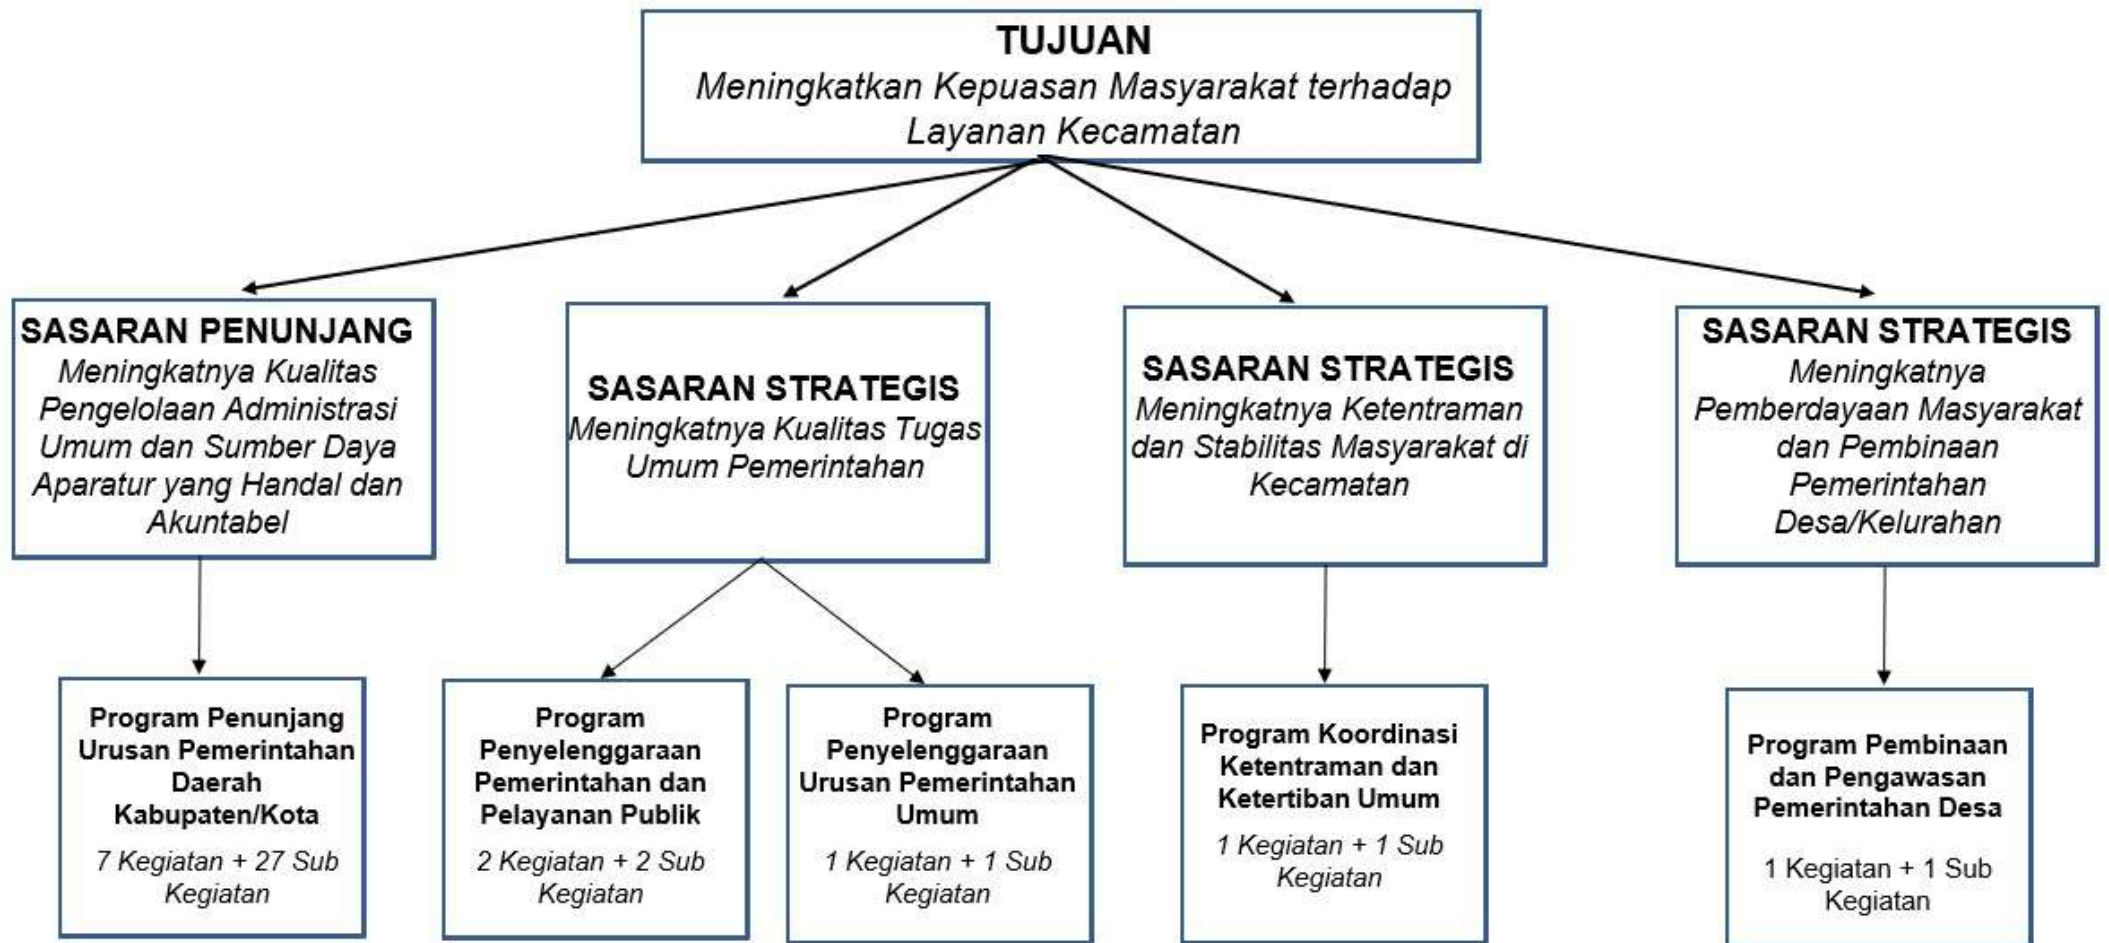 TUJUAN
Meningkatkan Kepuasan Masyarakat terhadap
Layanan Kecamatan
SASARAN PENUNJANG
Meningkatnya Kualitas
Pengelolaan Administrasi
Umum dan Sumber Daya
Aparatur yang Handal dan
Akuntabel
SASARAN STRATEGIS
Meningkatnya Kualitas Tugas
Umum Pemerintahan
SASARAN STRATEGIS
Meningkatnya Ketentraman
dan Stabilitas Masyarakat di
Kecamatan
SASARAN STRATEGIS
Meningkatnya
Pemberdayaan Masyarakat
dan Pembinaan
Pemerintahan
Desa/Kelurahan
Program Penunjang
Urusan Pemerintahan
Daerah
Kabupaten/Kota
7 Kegiatan + 27 Sub
Kegiatan
Program
Penyelenggaraan
Pemerintahan dan
Pelayanan Publik
2 Kegiatan + 2 Sub
Kegiatan
Program
Penyelenggaraan
Urusan Pemerintahan
Umum
1 Kegiatan + 1 Sub
Kegiatan
Program Koordinasi
Ketentraman dan
Ketertiban Umum
1 Kegiatan + 1 Sub
Kegiatan
Program Pembinaan
dan Pengawasan
Pemerintahan Desa
1 Kegiatan + 1 Sub
Kegiatan